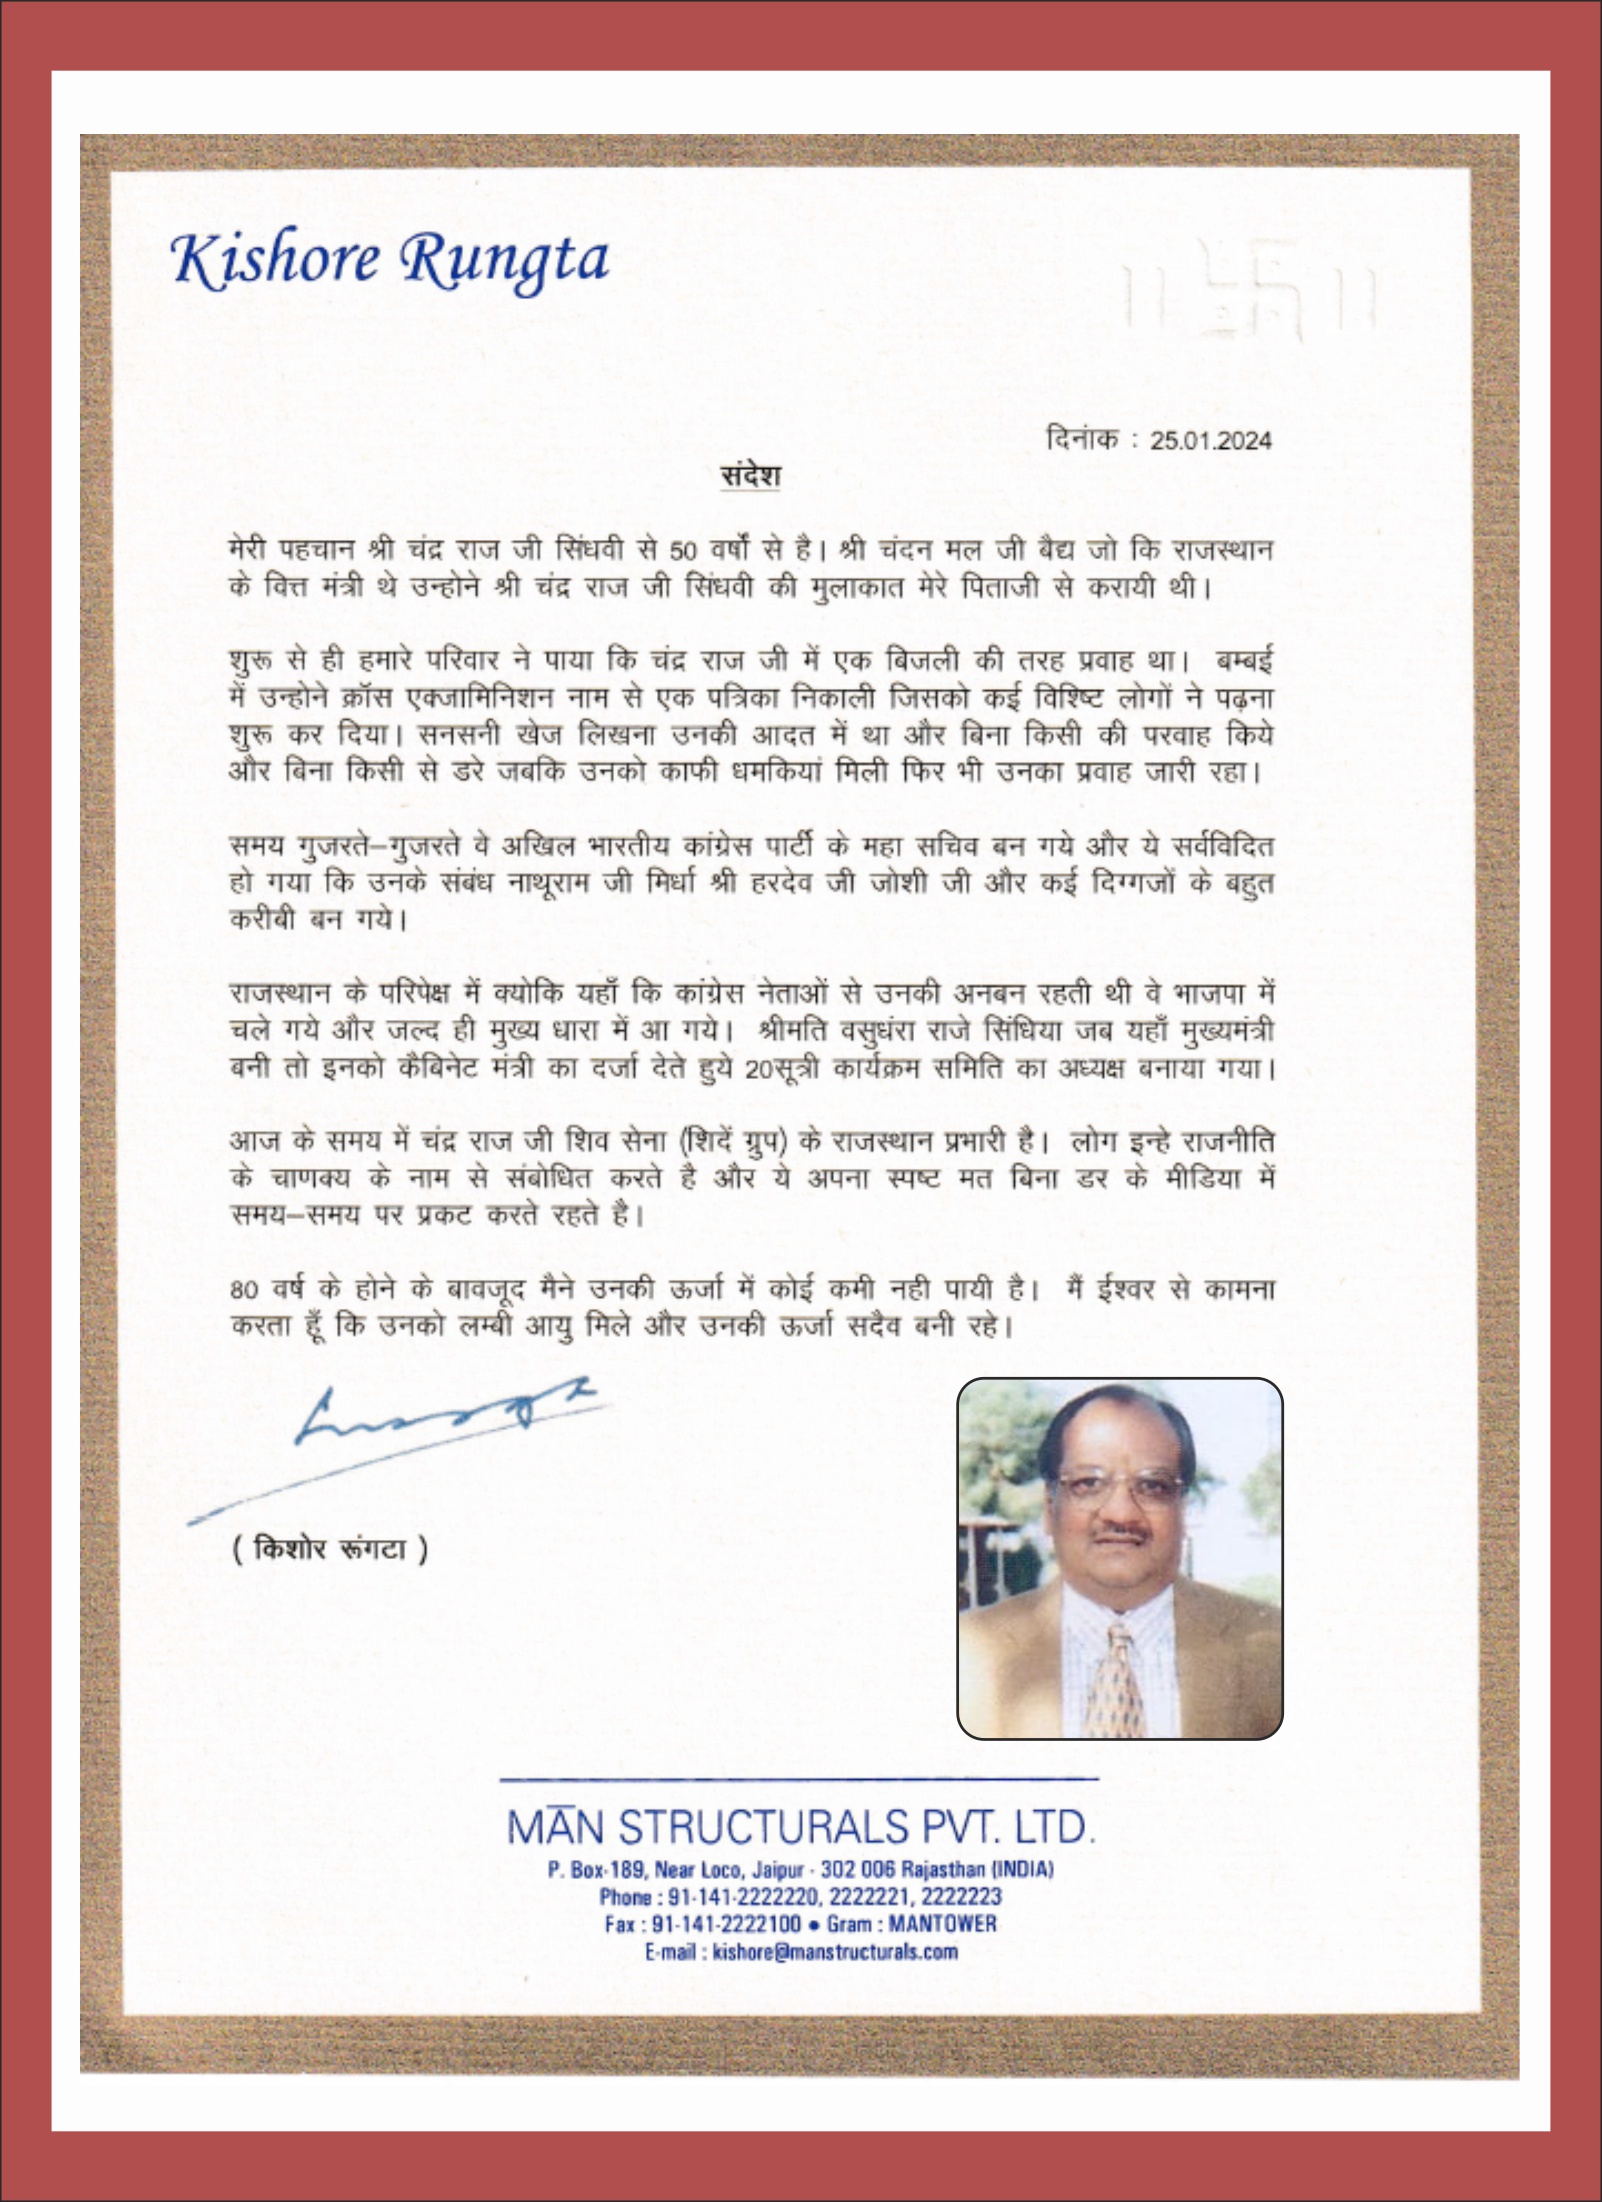 Kishore Rungta
दिनांक : 25.01.2024
संदेश
मेरी पहचान श्री चंद्र राज जी सिंघवी से 50 वर्षों से है। श्री चंदन मल जी बैद्य जो कि राजस्थान
के वित्त मंत्री थे उन्होने श्री चंद्र राज जी सिंघवी की मुलाकात मेरे पिताजी से करायी थी।
शुरू से ही हमारे परिवार ने पाया कि चंद्र राज जी में एक बिजली की तरह प्रवाह था। बम्बई
में उन्होने क्रॉस एक्जामिनिशन नाम से एक पत्रिका निकाली जिसको कई विश्ष्टि लोगों ने पढ़ना
शुरू कर दिया। सनसनी खेज लिखना उनकी आदत में था और बिना किसी की परवाह किये
और बिना किसी से डरे जबकि उनको काफी धमकियां मिली फिर भी उनका प्रवाह जारी रहा।
समय गुजरते–गुजरते वे अखिल भारतीय कांग्रेस पार्टी के महा सचिव बन गये और ये सर्वविदित
हो गया कि उनके संबंध नाथूराम जी मिर्धा श्री हरदेव जी जोशी जी और कई दिग्गजों के बहुत
करीबी बन गये।
राजस्थान के परिपेक्ष में क्योकि यहाँ कि कांग्रेस नेताओं से उनकी अनबन रहती थी वे भाजपा में
चले गये और जल्द ही मुख्य धारा में आ गये। श्रीमति वसुधंरा राजे सिंधिया जब यहाँ मुख्यमंत्री
बनी तो इनको कैबिनेट मंत्री का दर्जा देते हुये 20सूत्री कार्यक्रम समिति का अध्यक्ष बनाया गया।
आज के समय में चंद्र राज जी शिव सेना (शिदें ग्रुप) के राजस्थान प्रभारी है। लोग इन्हे राजनीति
के चाणक्य के नाम से संबोधित करते है और ये अपना स्पष्ट मत बिना डर के मीडिया में
समय–समय पर प्रकट करते रहते है।
80 वर्ष के होने के बावजूद मैने उनकी ऊर्जा में कोई कमी नही पायी है। मैं ईश्वर से कामना
करता हूँ कि उनको लम्बी आयु मिले और उनकी ऊर्जा सदैव बनी रहे।
( किशोर रूंगटा )
MĀN STRUCTURALS PVT. LTD.
P. Box-189, Near Loco, Jaipur - 302 006 Rajasthan (INDIA)
Phone : 91-141-2222220, 2222221, 2222223
Fax : 91-141-2222100 ● Gram : MANTOWER
E-mail : kishore@manstructurals.com